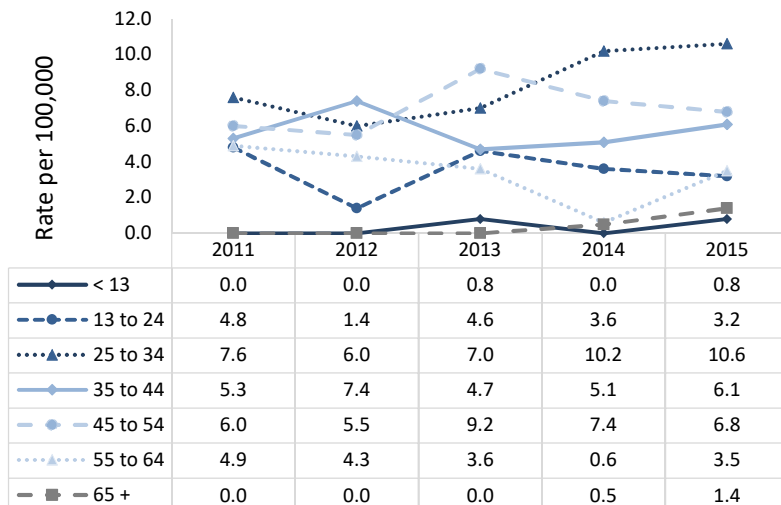 12.0
10.0
8.0
6.0
4.0
2.0
0.0
Rate per 100,000
2011 2012 2013 2014 2015
< 13 0.0 0.0 0.8 0.0 0.8
13 to 24 4.8 1.4 4.6 3.6 3.2
25 to 34 7.6 6.0 7.0 10.2 10.6
35 to 44 5.3 7.4 4.7 5.1 6.1
45 to 54 6.0 5.5 9.2 7.4 6.8
55 to 64 4.9 4.3 3.6 0.6 3.5
65 + 0.0 0.0 0.0 0.5 1.4